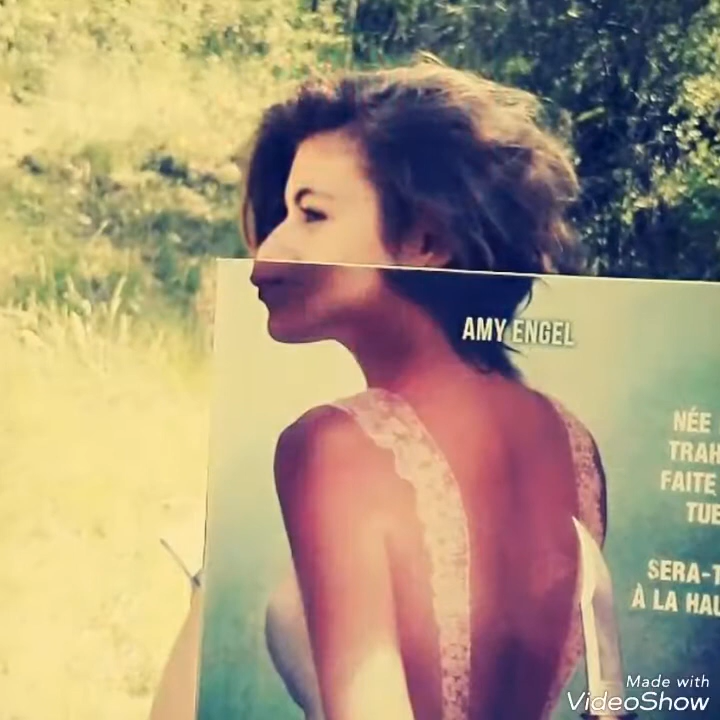 AMY ENGEL
NÉE
TRAH
FAITE
TUE
SERA-T
À LA HAU
Made with
VideoShow